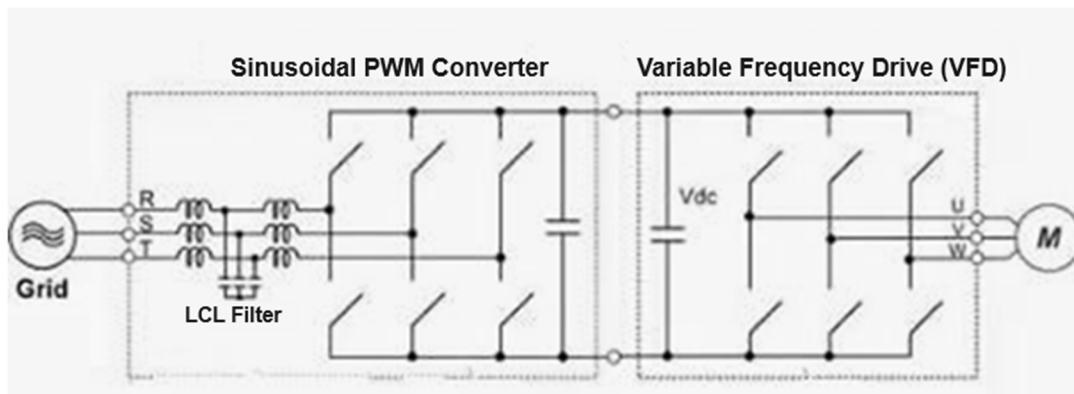 Sinusoidal PWM Converter
Variable Frequency Drive (VFD)
R
S
T
Grid
LCL Filter
Vdc
U
V
W
M